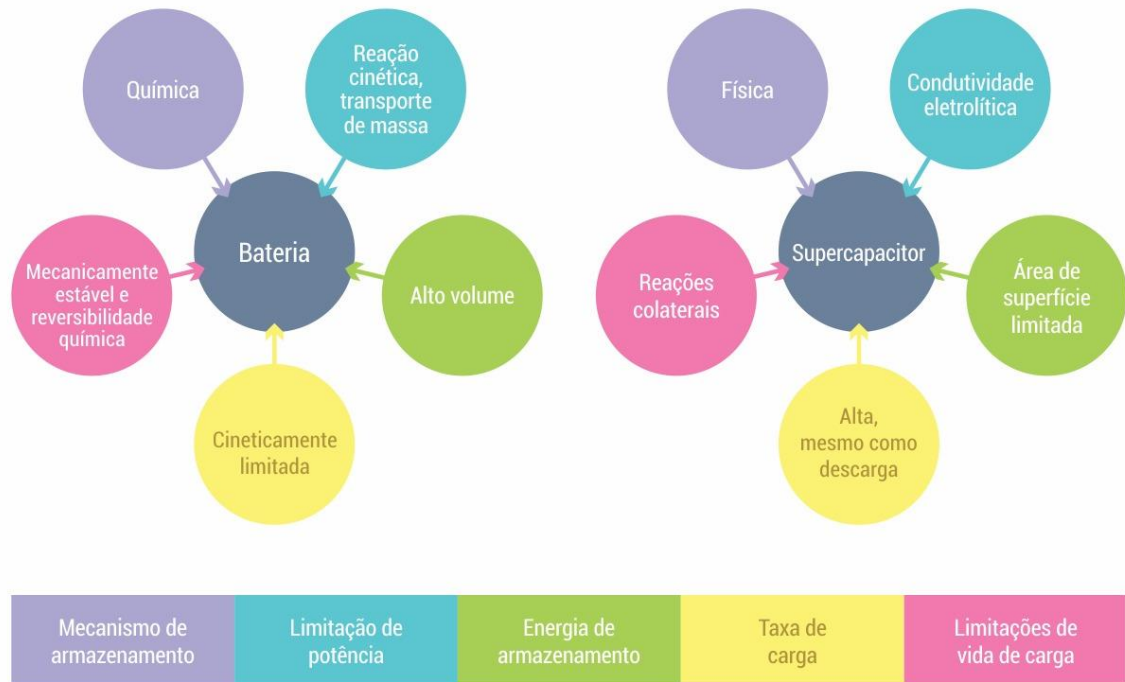 Química
Reação
cinética,
transporte
de massa
Bateria
Mecanicamente
estável e
reversibilidade
química
Alto volume
Cineticamente
limitada
Física
Condutividade
eletrolítica
Supercapacitor
Reações
colaterais
Área de
superfície
limitada
Alta,
mesmo como
descarga
Mecanismo de
armazenamento
Limitação de
potência
Energia de
armazenamento
Taxa de
carga
Limitações de
vida de carga